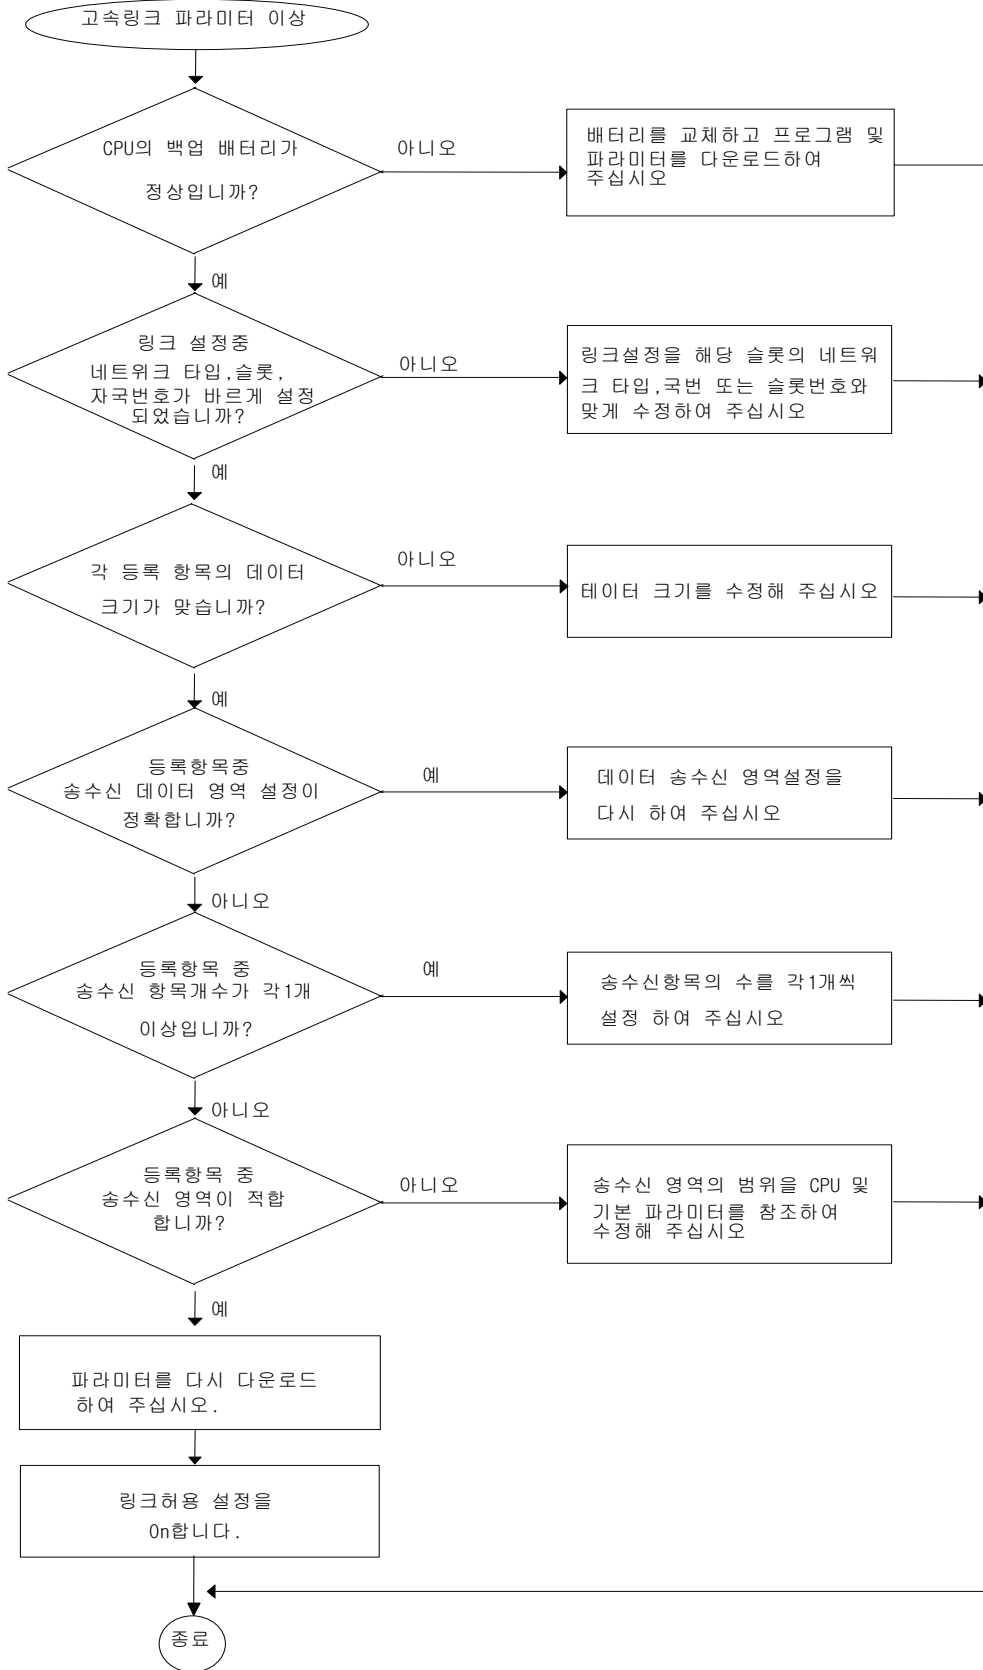 고속링크 파라미터 이상
CPU의 백업 배터리가
정상입니까?
아니오
배터리를 교체하고 프로그램 및
파라미터를 다운로드하여
주십시오
예
링크 설정중
네트워크 타입,슬롯,
자국번호가 바르게 설정
되었습니까?
아니오
링크설정을 해당 슬롯의 네트워
크 타입,국번 또는 슬롯번호와
맞게 수정하여 주십시오
예
각 등록 항목의 데이터
크기가 맞습니까?
아니오
테이터 크기를 수정해 주십시오
예
등록항목중
송수신 데이터 영역 설정이
정확합니까?
예
데이터 송수신 영역설정을
다시 하여 주십시오
아니오
등록항목 중
송수신 항목개수가 각1개
이상입니까?
예
송수신항목의 수를 각1개씩
설정 하여 주십시오
아니오
등록항목 중
송수신 영역이 적합
합니까?
아니오
송수신 영역의 범위을 CPU 및
기본 파라미터를 참조하여
수정해 주십시오
예
파라미터를 다시 다운로드
하여 주십시오.
링크허용 설정을
On합니다.
종료